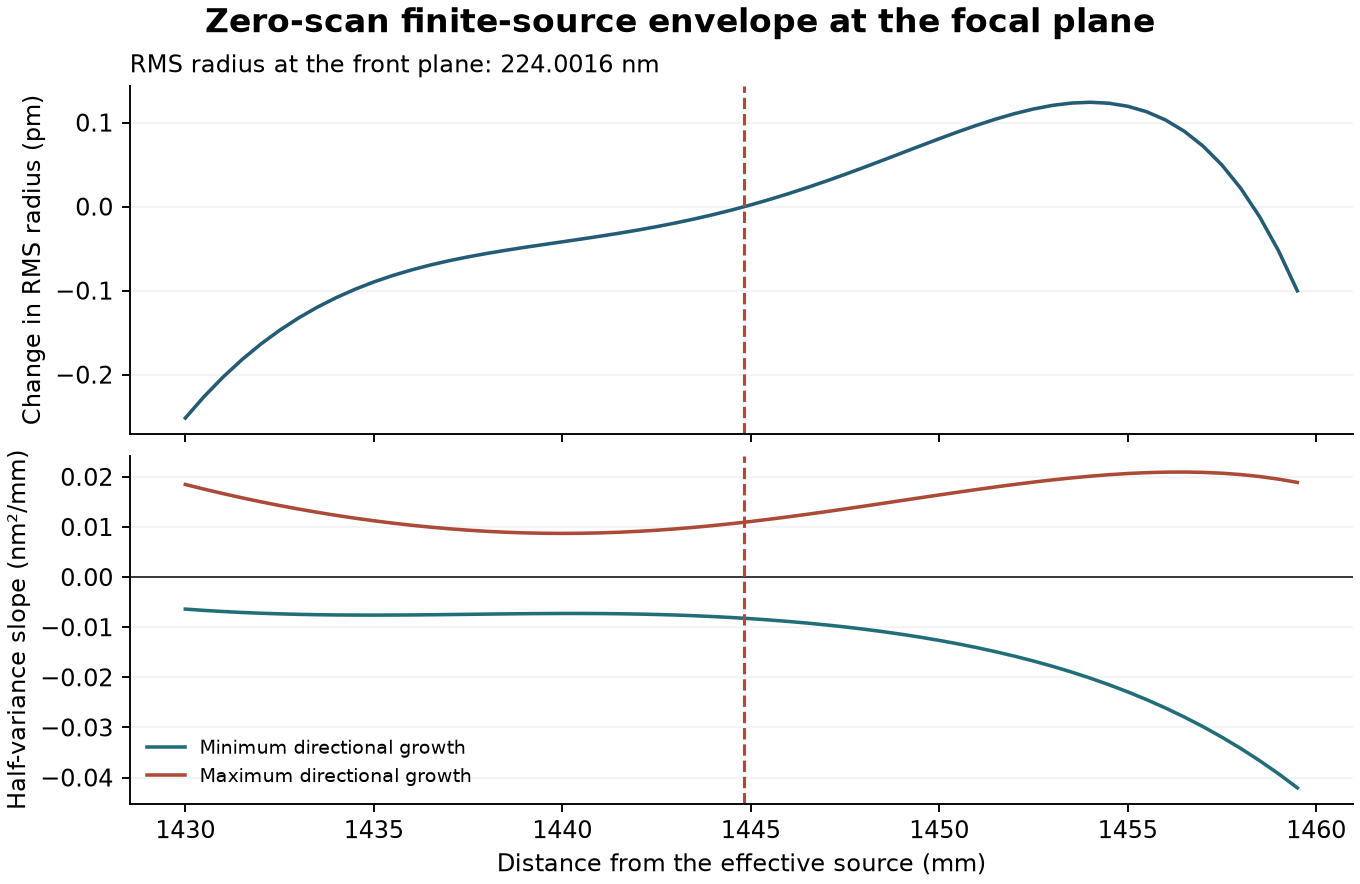 Zero-scan finite-source envelope at the focal plane
RMS radius at the front plane: 224.0016 nm
Change in RMS radius (pm)
0.1
0.0
−0.1
−0.2
Half-variance slope (nm²/mm)
0.02
0.01
0.00
−0.01
−0.02
−0.03
−0.04
Minimum directional growth
Maximum directional growth
1430 1435 1440 1445 1450 1455 1460
Distance from the effective source (mm)